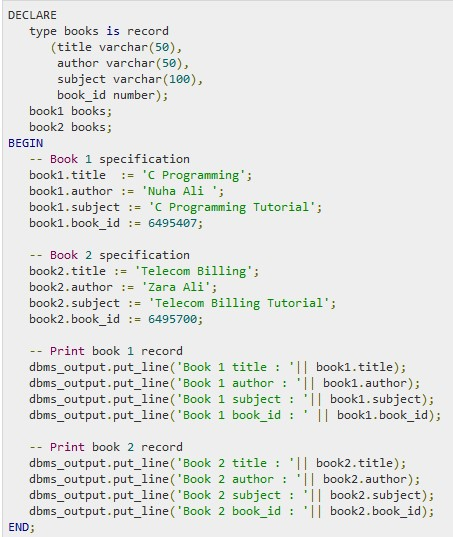 DECLARE
   type books is record
      (title varchar(50),
       author varchar(50),
       subject varchar(100),
       book_id number);
   book1 books;
   book2 books;
BEGIN
   -- Book 1 specification
   book1.title  := 'C Programming';
   book1.author := 'Nuha Ali ';
   book1.subject := 'C Programming Tutorial';
   book1.book_id := 6495407;

   -- Book 2 specification
   book2.title := 'Telecom Billing';
   book2.author := 'Zara Ali';
   book2.subject := 'Telecom Billing Tutorial';
   book2.book_id := 6495700;

   -- Print book 1 record
   dbms_output.put_line('Book 1 title : '|| book1.title);
   dbms_output.put_line('Book 1 author : '|| book1.author);
   dbms_output.put_line('Book 1 subject : '|| book1.subject);
   dbms_output.put_line('Book 1 book_id : ' || book1.book_id);

   -- Print book 2 record
   dbms_output.put_line('Book 2 title : '|| book2.title);
   dbms_output.put_line('Book 2 author : '|| book2.author);
   dbms_output.put_line('Book 2 subject : '|| book2.subject);
   dbms_output.put_line('Book 2 book_id : '|| book2.book_id);
END;